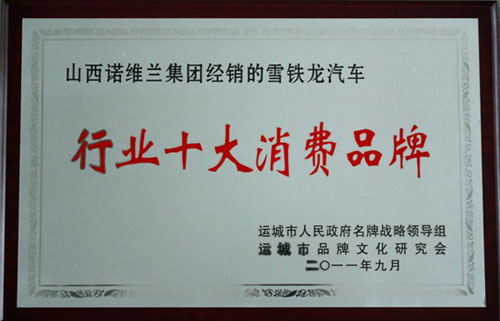 山西诺维兰集团经销的雪铁龙汽车
行业十大消费品牌
运城市人民政府名牌战略领导组
运城市品牌文化研究会
二〇一一年九月